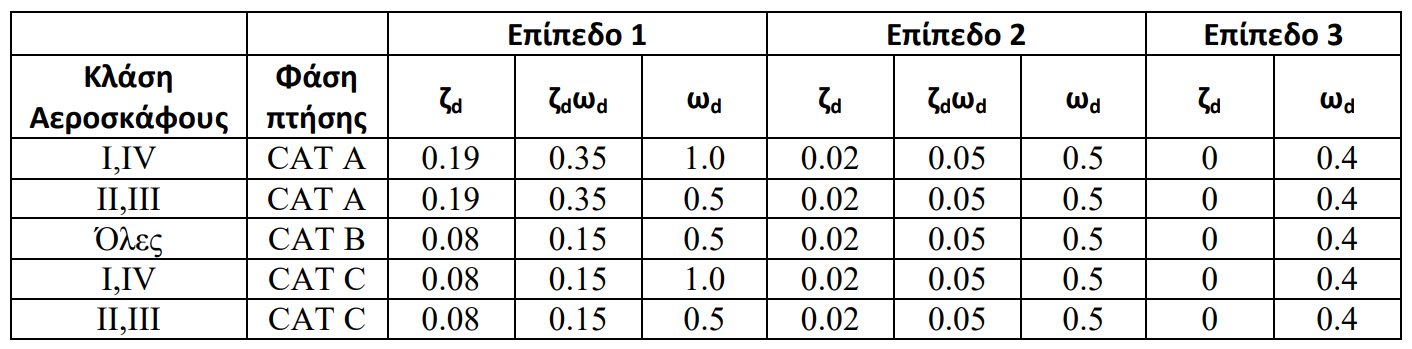 Επίπεδο 1 Επίπεδο 2 Επίπεδο 3
Κλάση Αεροσκάφους Φάση πτήσης ζd ζdωd ωd ζd ζdωd ωd ζd ωd
I,IV CAT A 0.19 0.35 1.0 0.02 0.05 0.5 0 0.4
II,III CAT A 0.19 0.35 0.5 0.02 0.05 0.5 0 0.4
Όλες CAT B 0.08 0.15 0.5 0.02 0.05 0.5 0 0.4
I,IV CAT C 0.08 0.15 1.0 0.02 0.05 0.5 0 0.4
II,III CAT C 0.08 0.15 0.5 0.02 0.05 0.5 0 0.4